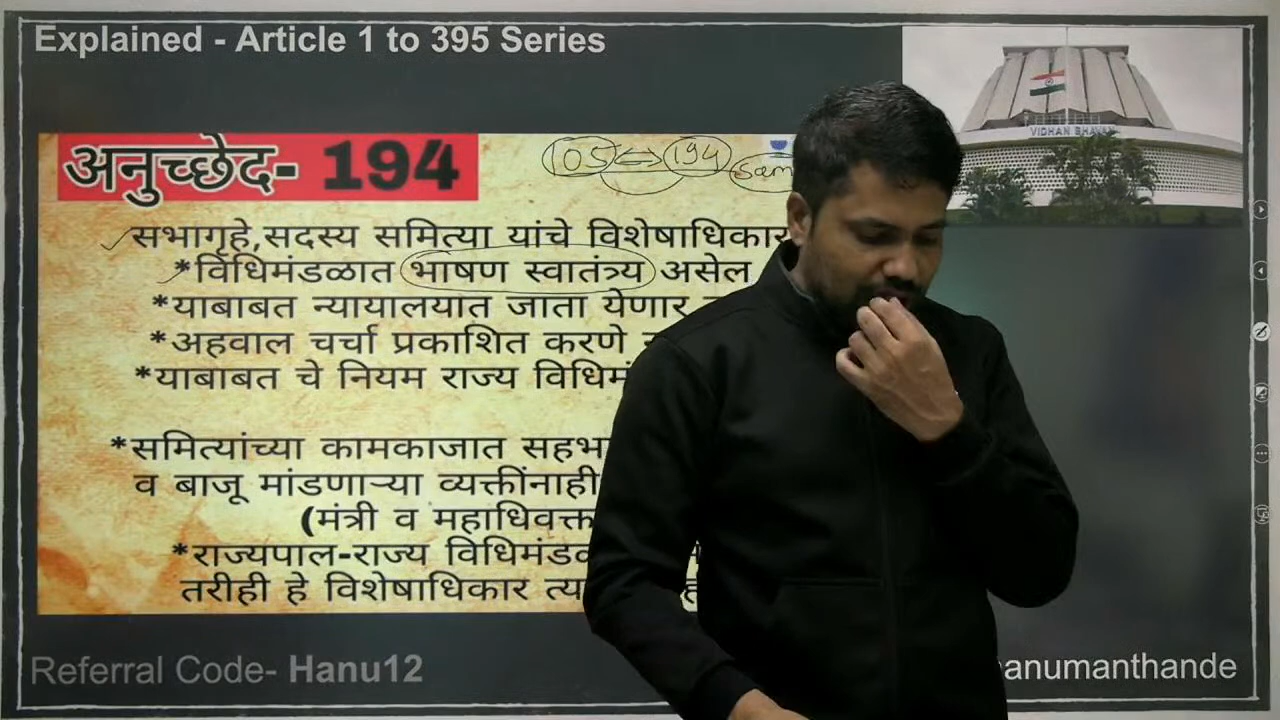 Explained - Article 1 to 395 Series
VIDHAN BHAVAN
अनुच्छेद- 194
105 ⇔ 194
Sam
सभागृहे,सदस्य समित्या यांचे विशेषाधिकार
*विधिमंडळात भाषण स्वातंत्र्य असेल
*याबाबत न्यायालयात जाता येणार
*अहवाल चर्चा प्रकाशित करणे
*याबाबत चे नियम राज्य विधिमं
*समित्यांच्या कामकाजात सहभा
व बाजू मांडणाऱ्या व्यक्तींनाही
(मंत्री व महाधिवक्त
*राज्यपाल-राज्य विधिमंडळ
तरीही हे विशेषाधिकार त्य
Referral Code- Hanu12
anumanthande